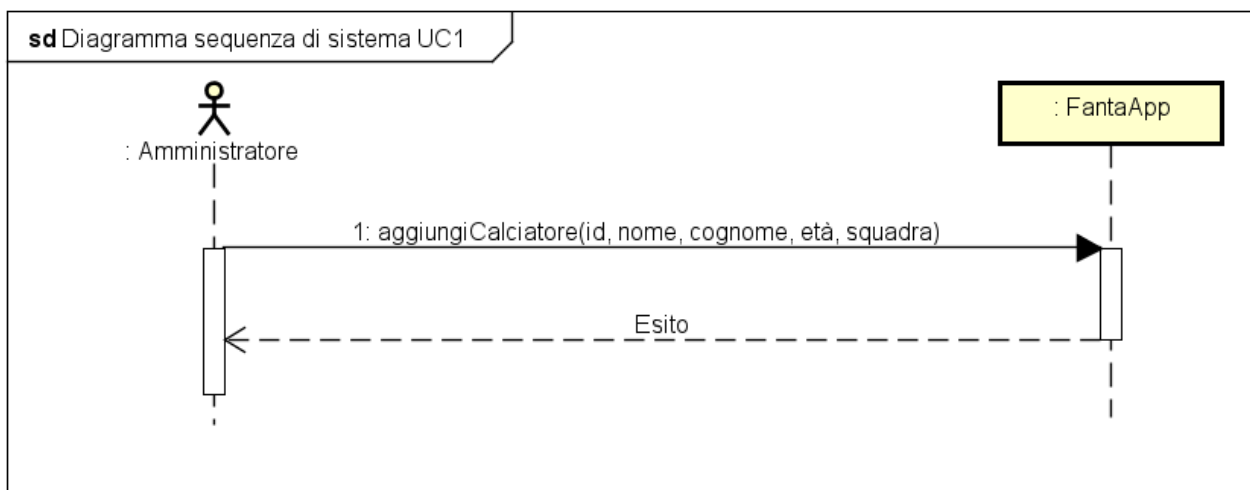 sd Diagramma sequenza di sistema UC1
: Amministratore
: FantaApp
1: aggiungiCalciatore(id, nome, cognome, età, squadra)
Esito